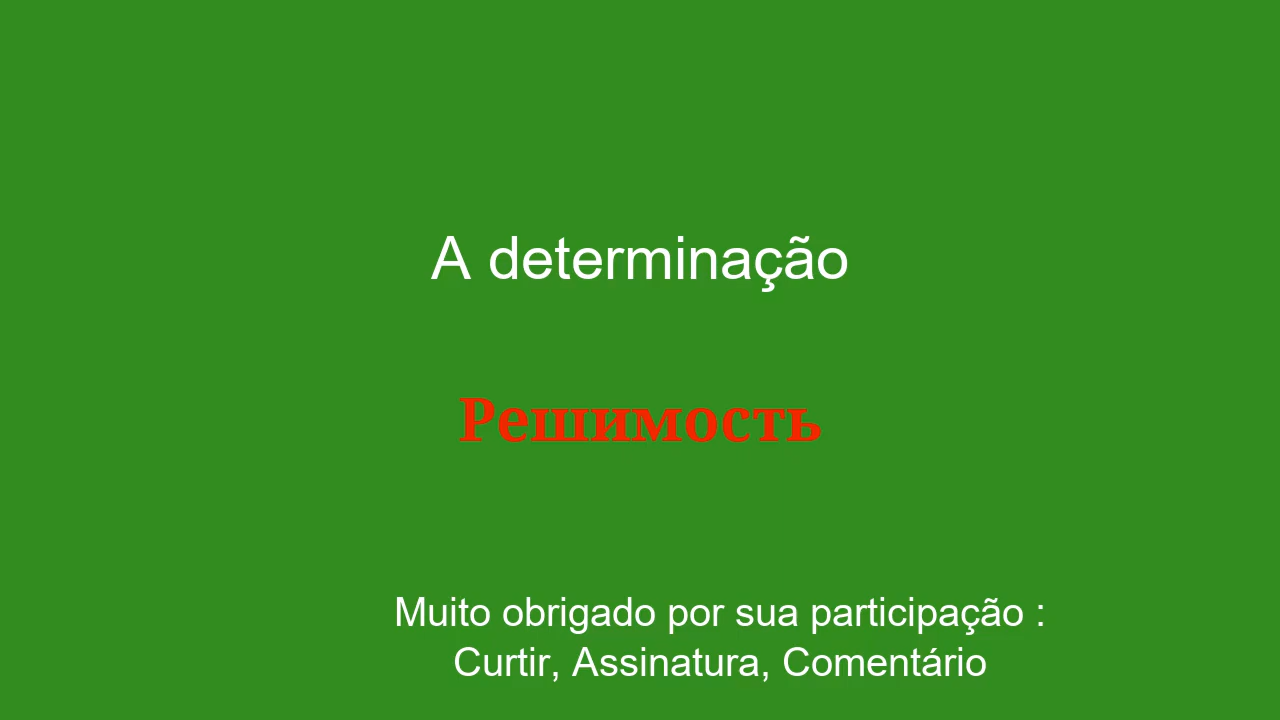 A determinação
Решимость
Muito obrigado por sua participação :
Curtir, Assinatura, Comentário